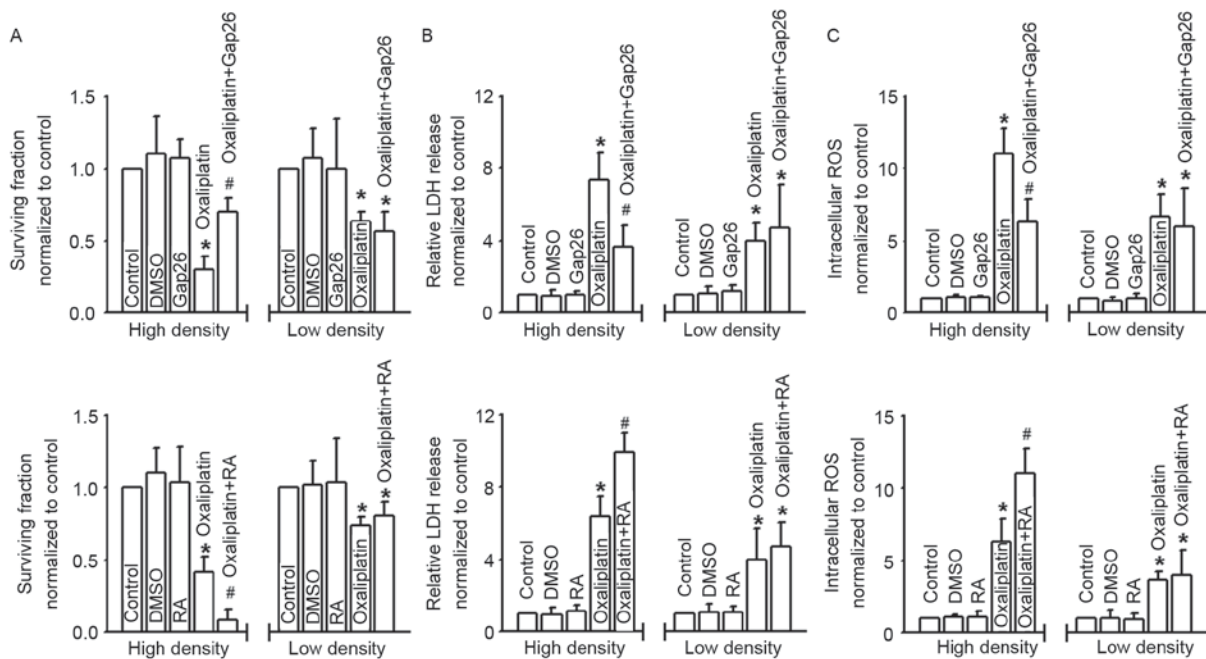 A
Surviving fraction
normalized to control
1.5
1.0
0.5
0.0
Control
DMSO
Gap26
* Oxaliplatin
# Oxaliplatin+Gap26
High density
Control
DMSO
Gap26
* Oxaliplatin
* Oxaliplatin+Gap26
Low density
B
Relative LDH release
normalized to control
12
8
4
0
Control
DMSO
Gap26
* Oxaliplatin
# Oxaliplatin+Gap26
High density
Control
DMSO
Gap26
* Oxaliplatin
* Oxaliplatin+Gap26
Low density
C
Intracellular ROS
normalized to control
15
10
5
0
Control
DMSO
Gap26
* Oxaliplatin
# Oxaliplatin+Gap26
High density
Control
DMSO
Gap26
* Oxaliplatin
* Oxaliplatin+Gap26
Low density
Surviving fraction
normalized to control
1.5
1.0
0.5
0.0
Control
DMSO
RA
* Oxaliplatin
# Oxaliplatin+RA
High density
Control
DMSO
RA
* Oxaliplatin
* Oxaliplatin+RA
Low density
Relative LDH release
normalized to control
12
8
4
0
Control
DMSO
RA
* Oxaliplatin
# Oxaliplatin+RA
High density
Control
DMSO
RA
* Oxaliplatin
* Oxaliplatin+RA
Low density
Intracellular ROS
normalized to control
15
10
5
0
Control
DMSO
RA
* Oxaliplatin
# Oxaliplatin+RA
High density
Control
DMSO
RA
* Oxaliplatin
* Oxaliplatin+RA
Low density